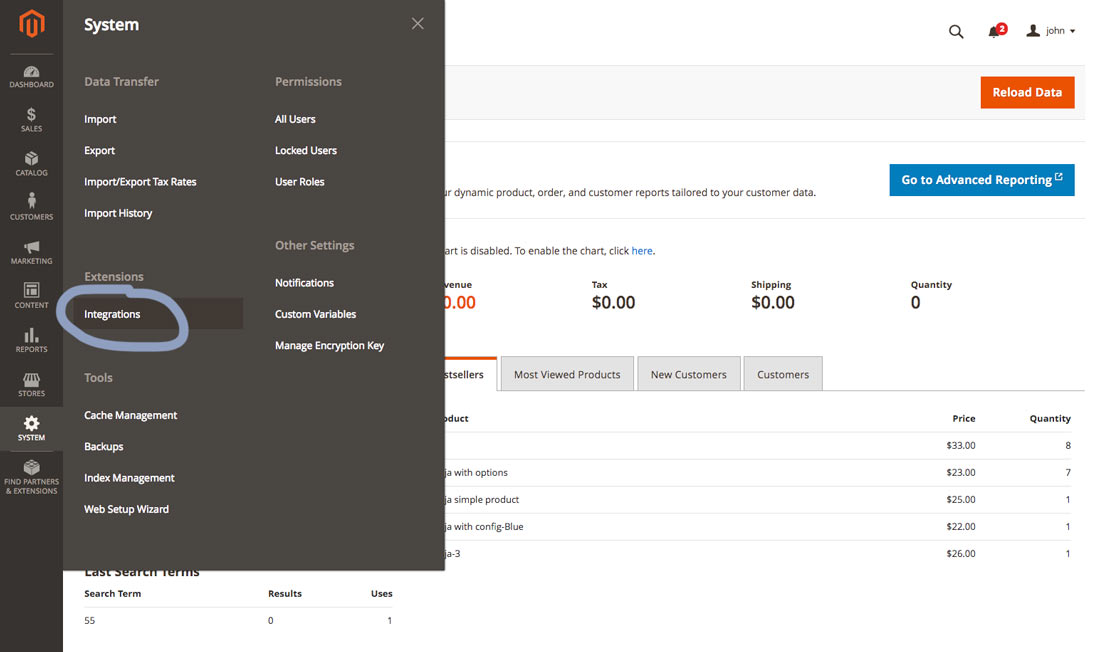 System
john
2
DASHBOARD
SALES
CATALOG
CUSTOMERS
MARKETING
CONTENT
REPORTS
STORES
SYSTEM
FIND PARTNERS
& EXTENSIONS
Data Transfer
Import
Export
Import/Export Tax Rates
Import History
Extensions
Integrations
Tools
Cache Management
Backups
Index Management
Web Setup Wizard
Permissions
All Users
Locked Users
User Roles
Other Settings
Notifications
Custom Variables
Manage Encryption Key
Reload Data
ur dynamic product, order, and customer reports tailored to your customer data.
Go to Advanced Reporting
art is disabled. To enable the chart, click here.
venue Tax Shipping Quantity
0.00 $0.00 $0.00 0
stsellers Most Viewed Products New Customers Customers
oduct Price Quantity
$33.00 8
ja with options $23.00 7
ja simple product $25.00 1
ja with config-Blue $22.00 1
ja-3 $26.00 1
Last Search Terms
Search Term Results Uses
55 0 1